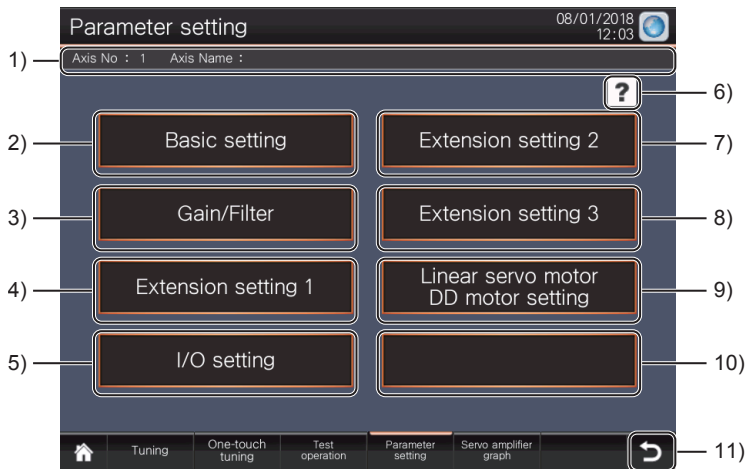 Parameter setting
08/01/2018
12:03
1)
Axis No : 1 Axis Name :
6)
?
2)
Basic setting
Extension setting 2
7)
3)
Gain/Filter
Extension setting 3
8)
4)
Extension setting 1
Linear servo motor
DD motor setting
9)
5)
I/O setting
10)
Tuning
One-touch
tuning
Test
operation
Parameter
setting
Servo amplifier
graph
11)